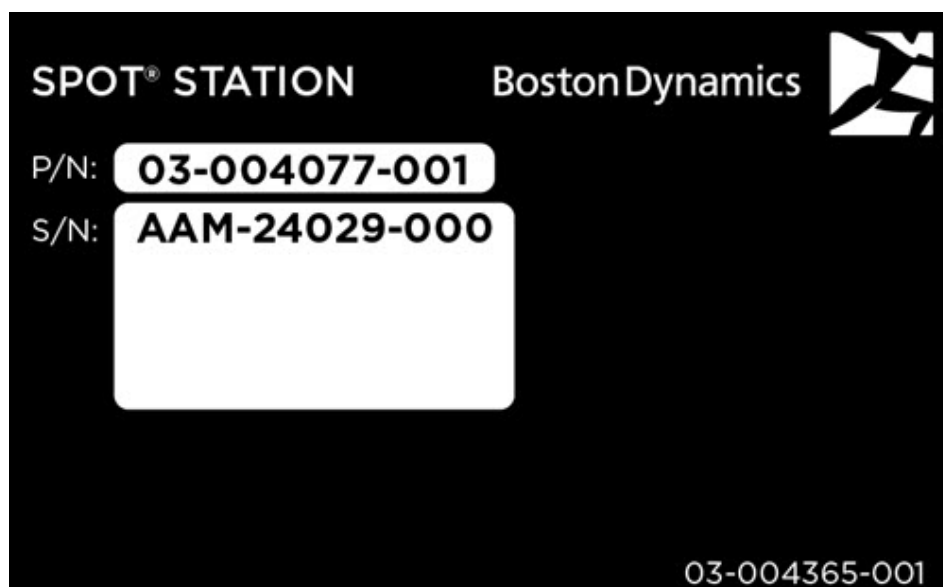 SPOT® STATION
Boston Dynamics
P/N: 03-004077-001
S/N: AAM-24029-000
03-004365-001